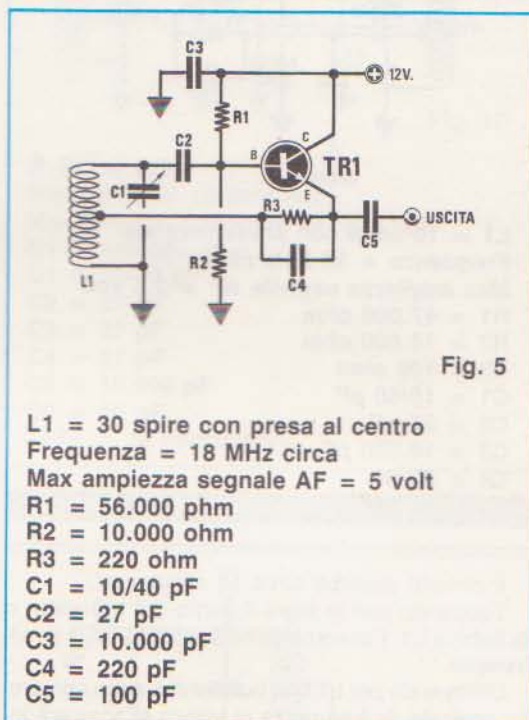 C3
12V.
R1
C2
B
C
TR1
C1
E
R3
C5
USCITA
L1
R2
C4
Fig. 5
L1 = 30 spire con presa al centro
Frequenza = 18 MHz circa
Max ampiezza segnale AF = 5 volt
R1 = 56.000 phm
R2 = 10.000 ohm
R3 = 220 ohm
C1 = 10/40 pF
C2 = 27 pF
C3 = 10.000 pF
C4 = 220 pF
C5 = 100 pF